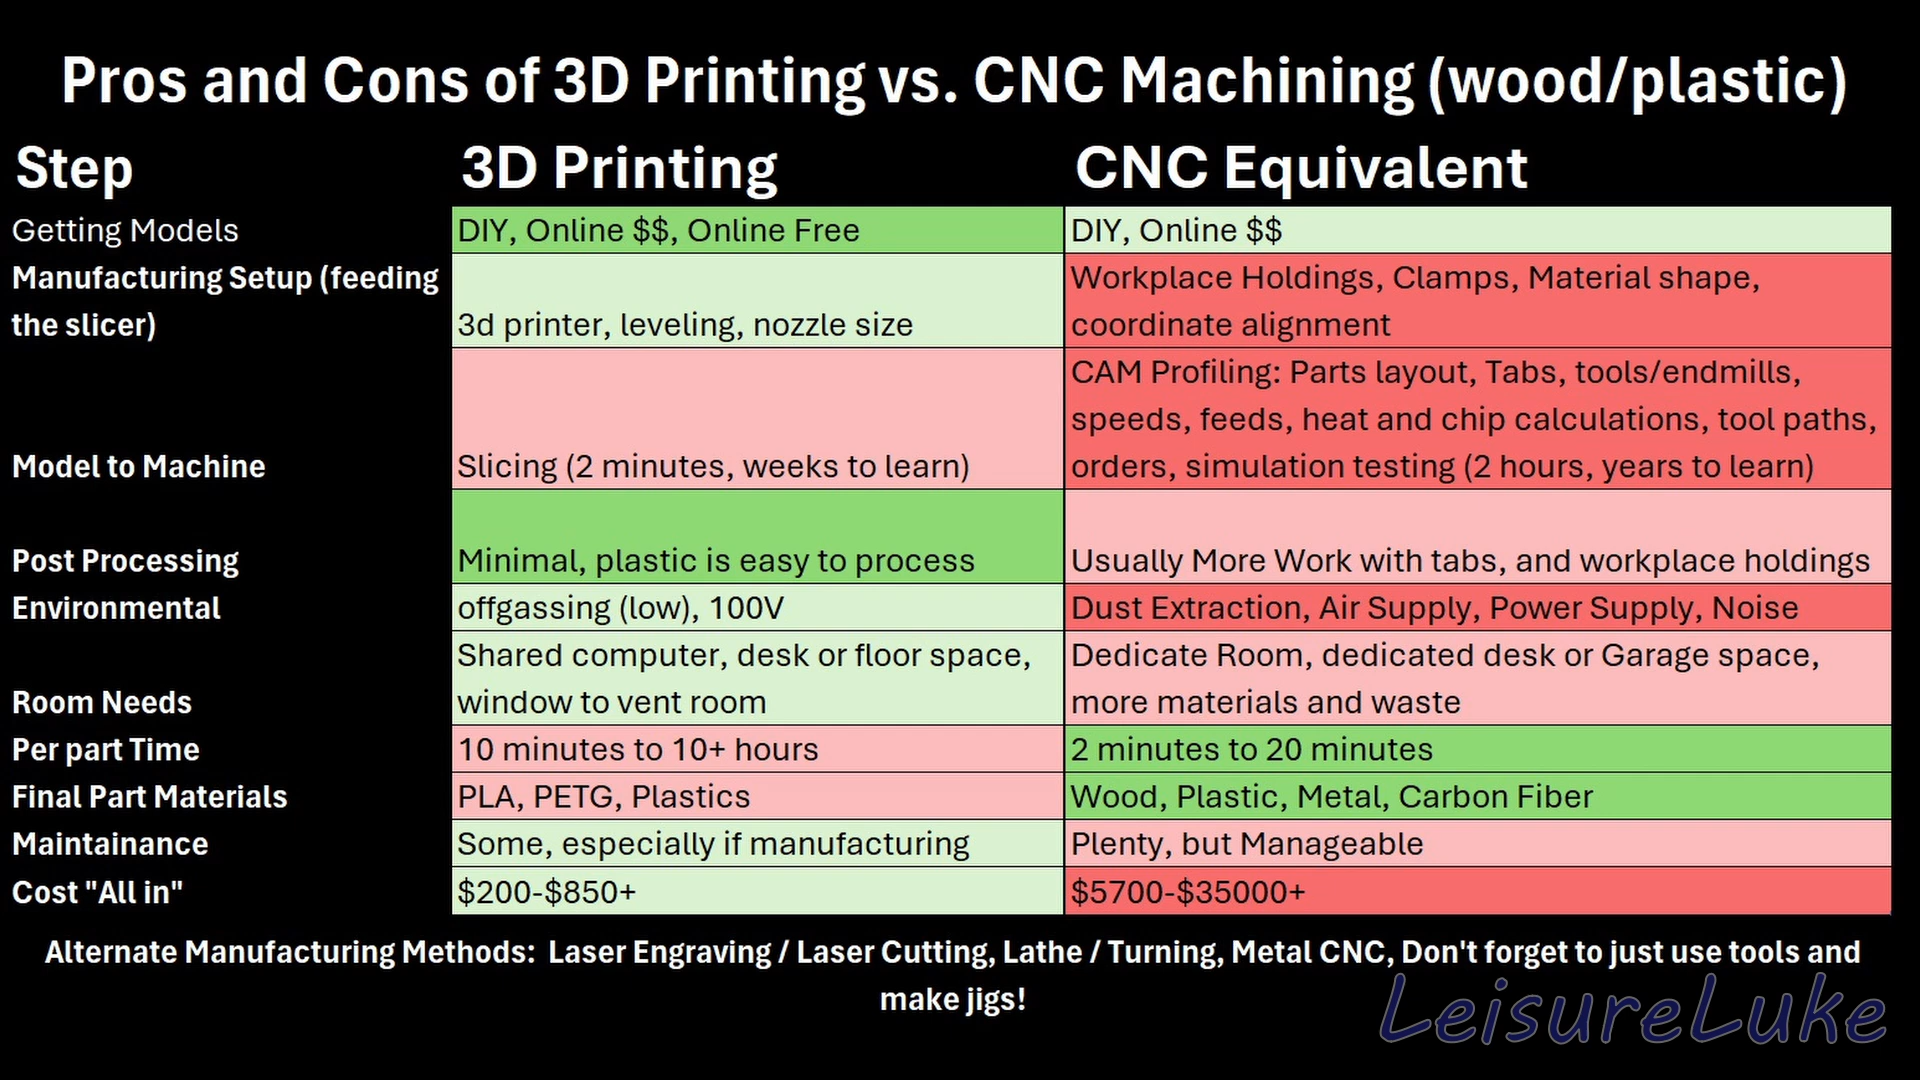 Pros and Cons of 3D Printing vs. CNC Machining (wood/plastic)
Step 3D Printing CNC Equivalent
Getting Models DIY, Online $$, Online Free DIY, Online $$
Manufacturing Setup (feeding
the slicer) 3d printer, leveling, nozzle size Workplace Holdings, Clamps, Material shape,
coordinate alignment
Model to Machine Slicing (2 minutes, weeks to learn) CAM Profiling: Parts layout, Tabs, tools/endmills,
speeds, feeds, heat and chip calculations, tool paths,
orders, simulation testing (2 hours, years to learn)
Post Processing Minimal, plastic is easy to process Usually More Work with tabs, and workplace holdings
Environmental offgassing (low), 100V Dust Extraction, Air Supply, Power Supply, Noise
Room Needs Shared computer, desk or floor space,
window to vent room Dedicate Room, dedicated desk or Garage space,
more materials and waste
Per part Time 10 minutes to 10+ hours 2 minutes to 20 minutes
Final Part Materials PLA, PETG, Plastics Wood, Plastic, Metal, Carbon Fiber
Maintainance Some, especially if manufacturing Plenty, but Manageable
Cost "All in" $200-$850+ $5700-$35000+
Alternate Manufacturing Methods: Laser Engraving / Laser Cutting, Lathe / Turning, Metal CNC, Don't forget to just use tools and
make jigs!
LeisureLuke